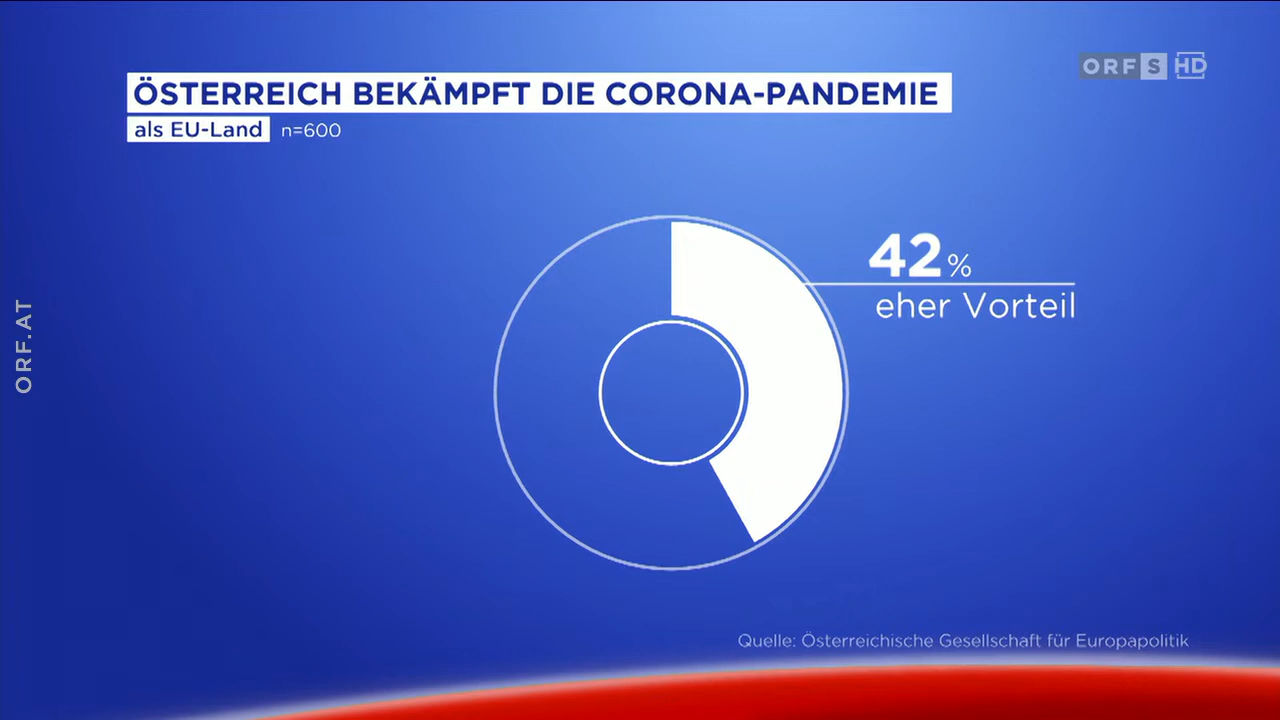 ÖSTERREICH BEKÄMPFT DIE CORONA-PANDEMIE
als EU-Land n=600
ORF S HD
42 %
eher Vorteil
ORF.AT
Quelle: Österreichische Gesellschaft für Europapolitik